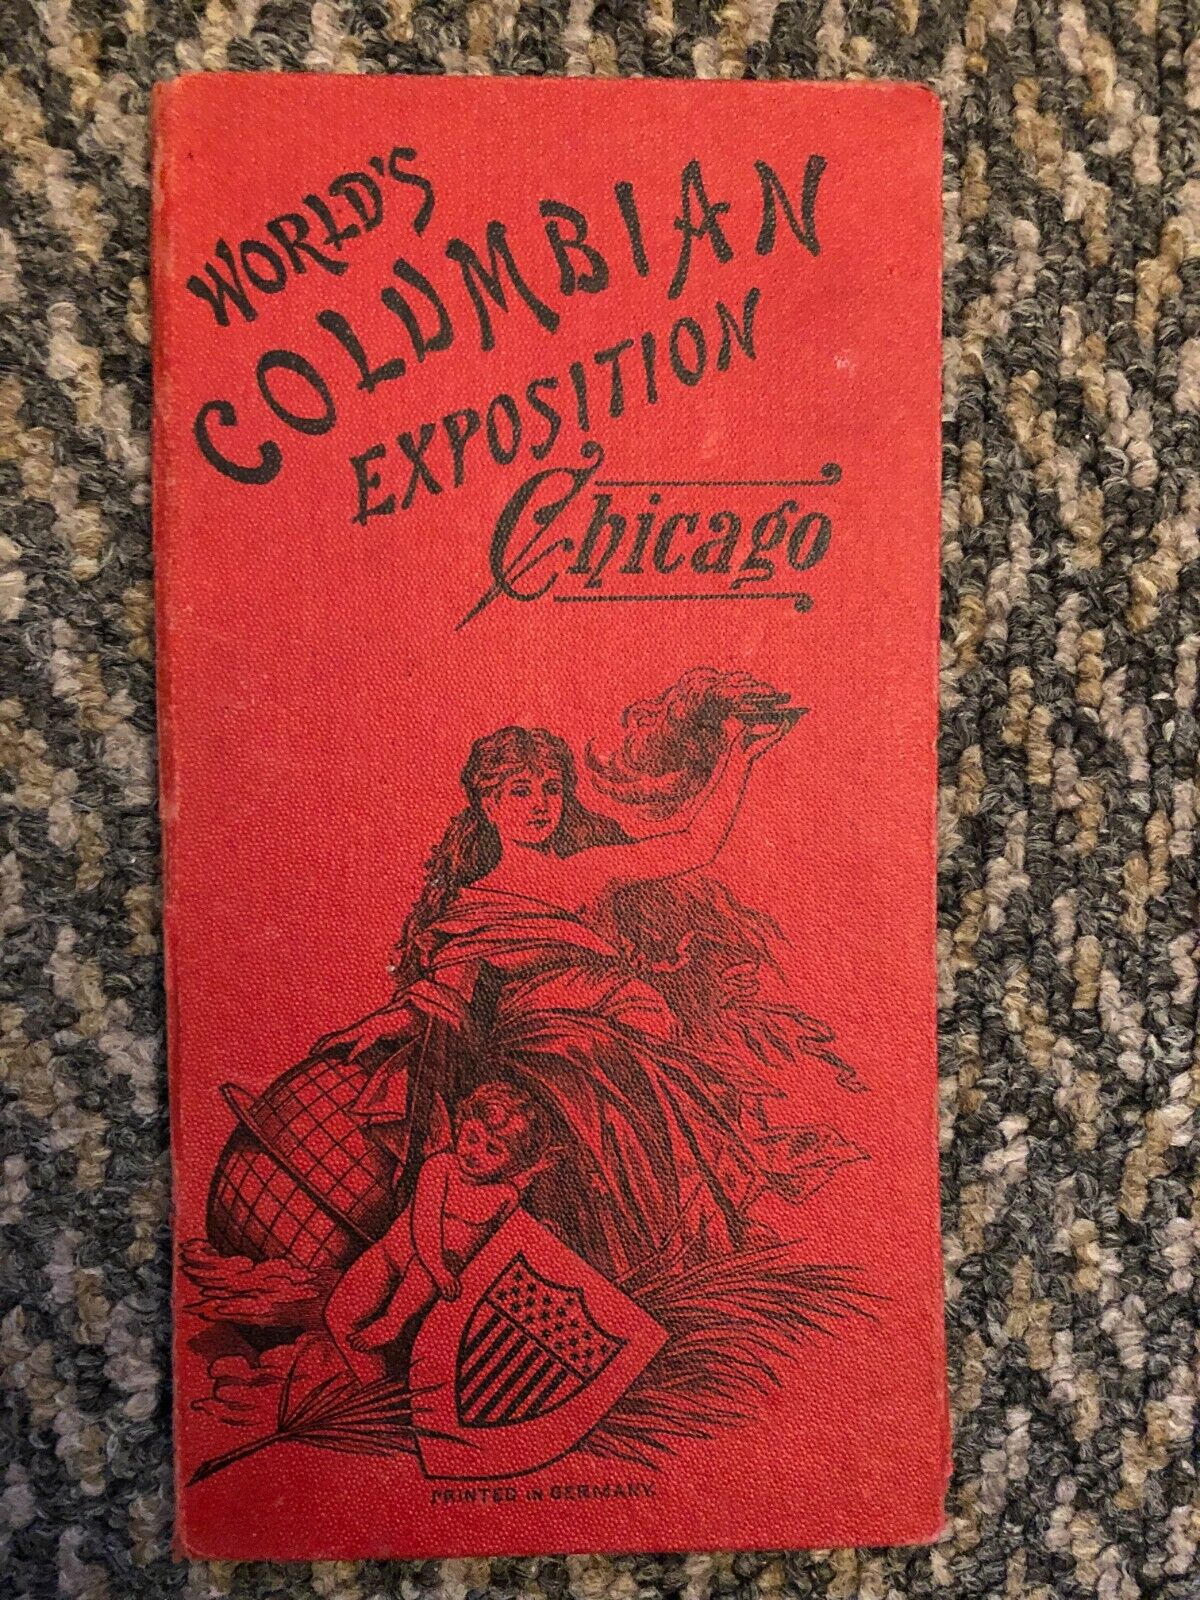 WORLD'S
COLUMBIAN
EXPOSITION
Chicago
PRINTED IN GERMANY.